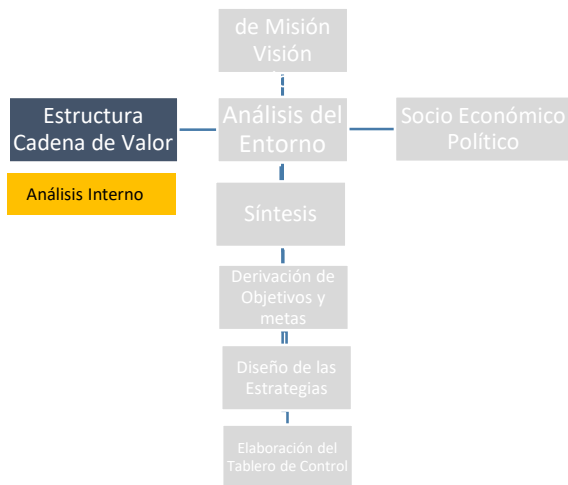 de Misión
Visión
Estructura
Cadena de Valor
Análisis del
Entorno
Socio Económico
Político
Análisis Interno
Síntesis
Derivación de
Objetivos y
metas
Diseño de las
Estrategias
Elaboración del
Tablero de Control